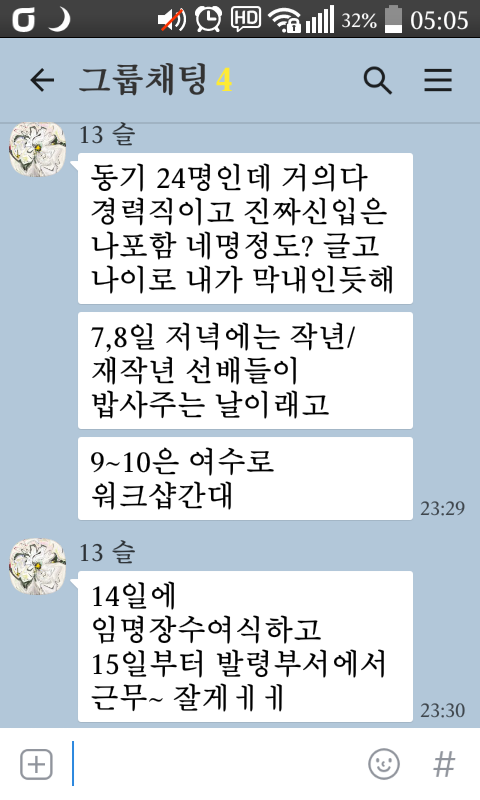 HD 32% 05:05
그룹채팅 4
13 슬
동기 24명인데 거의다
경력직이고 진짜신입은
나포함 네명정도? 글고
나이로 내가 막내인듯해
7,8일 저녁에는 작년/
재작년 선배들이
밥사주는 날이래고
9~10은 여수로
워크샵간대
23:29
13 슬
14일에
임명장수여식하고
15일부터 발령부서에서
근무~ 잘게ㅔㅔ
23:30
#